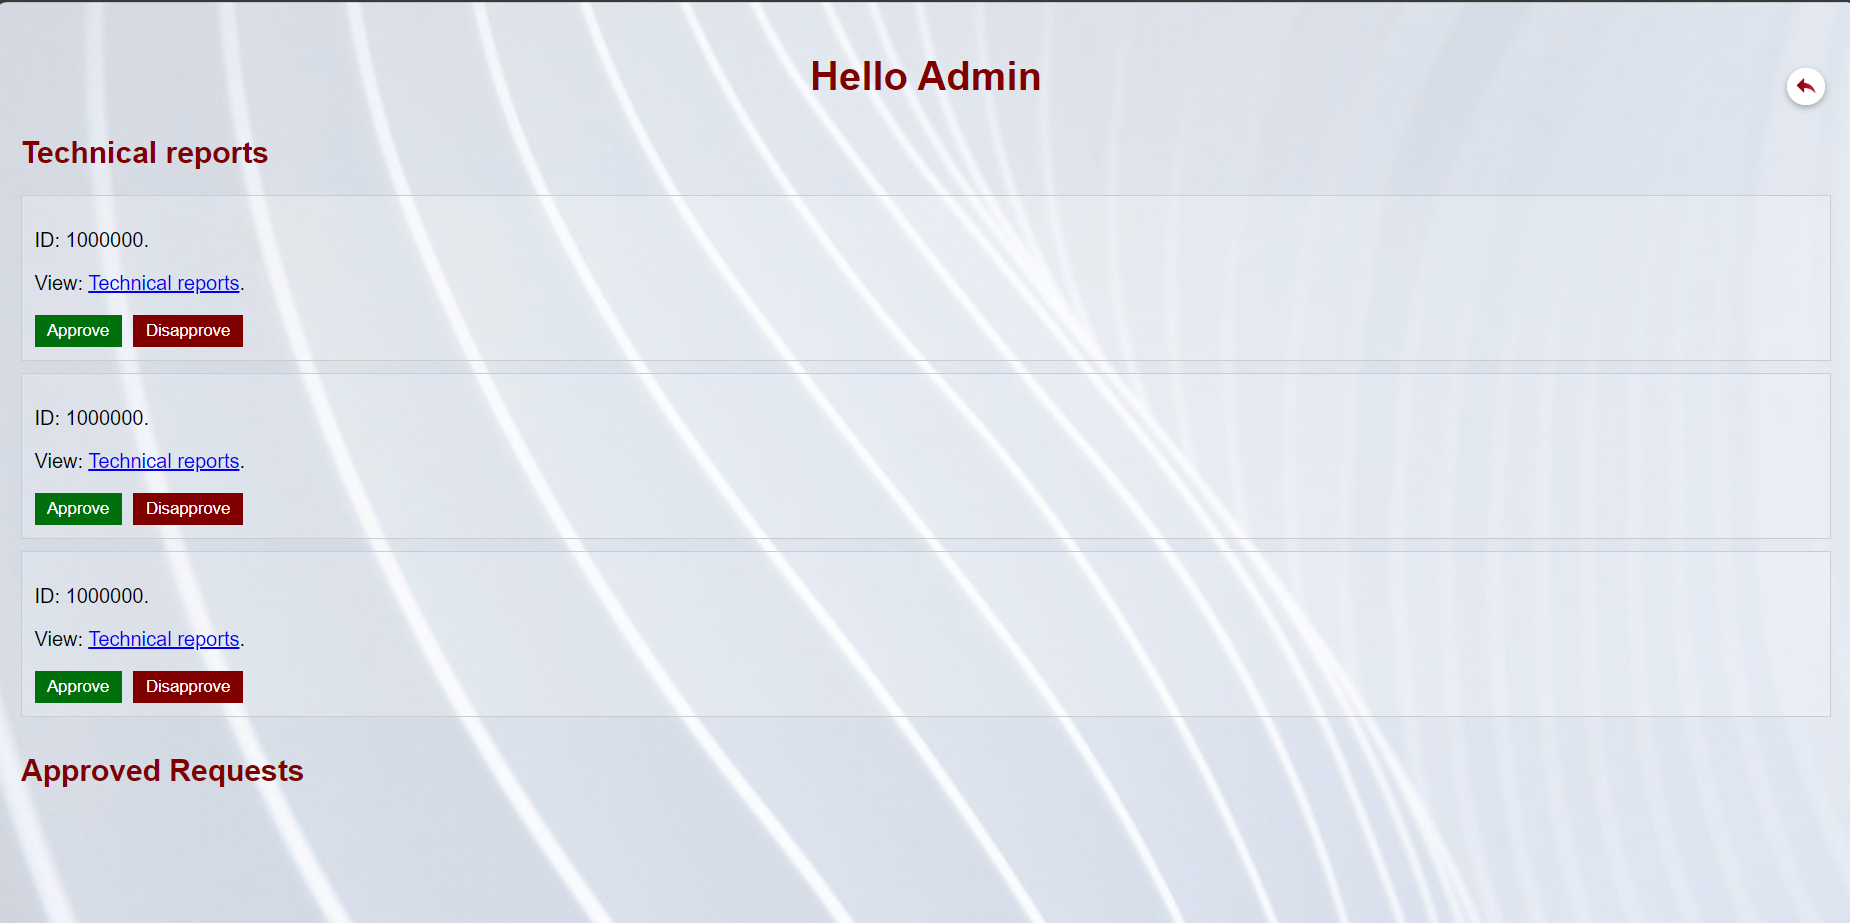 Hello Admin
Technical reports
ID: 1000000.
View: Technical reports.
Approve Disapprove
ID: 1000000.
View: Technical reports.
Approve Disapprove
ID: 1000000.
View: Technical reports.
Approve Disapprove
Approved Requests